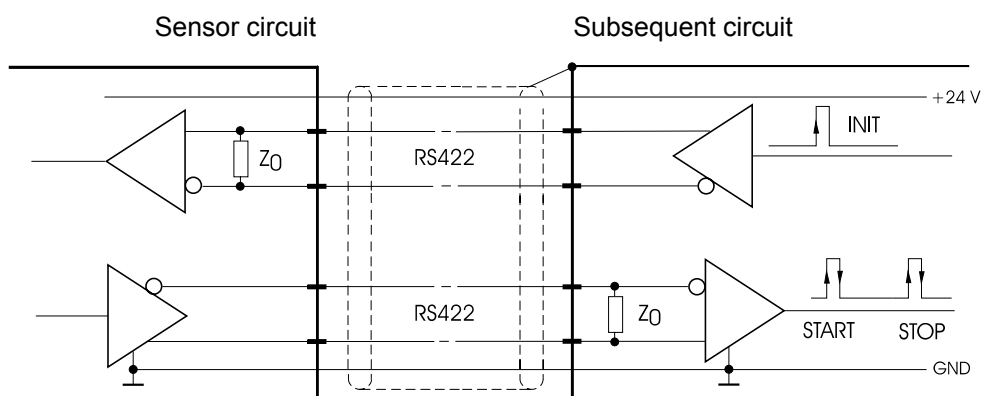 Sensor circuit
Subsequent circuit
+24 V
INIT
Z0
RS422
RS422
Z0
START
STOP
GND